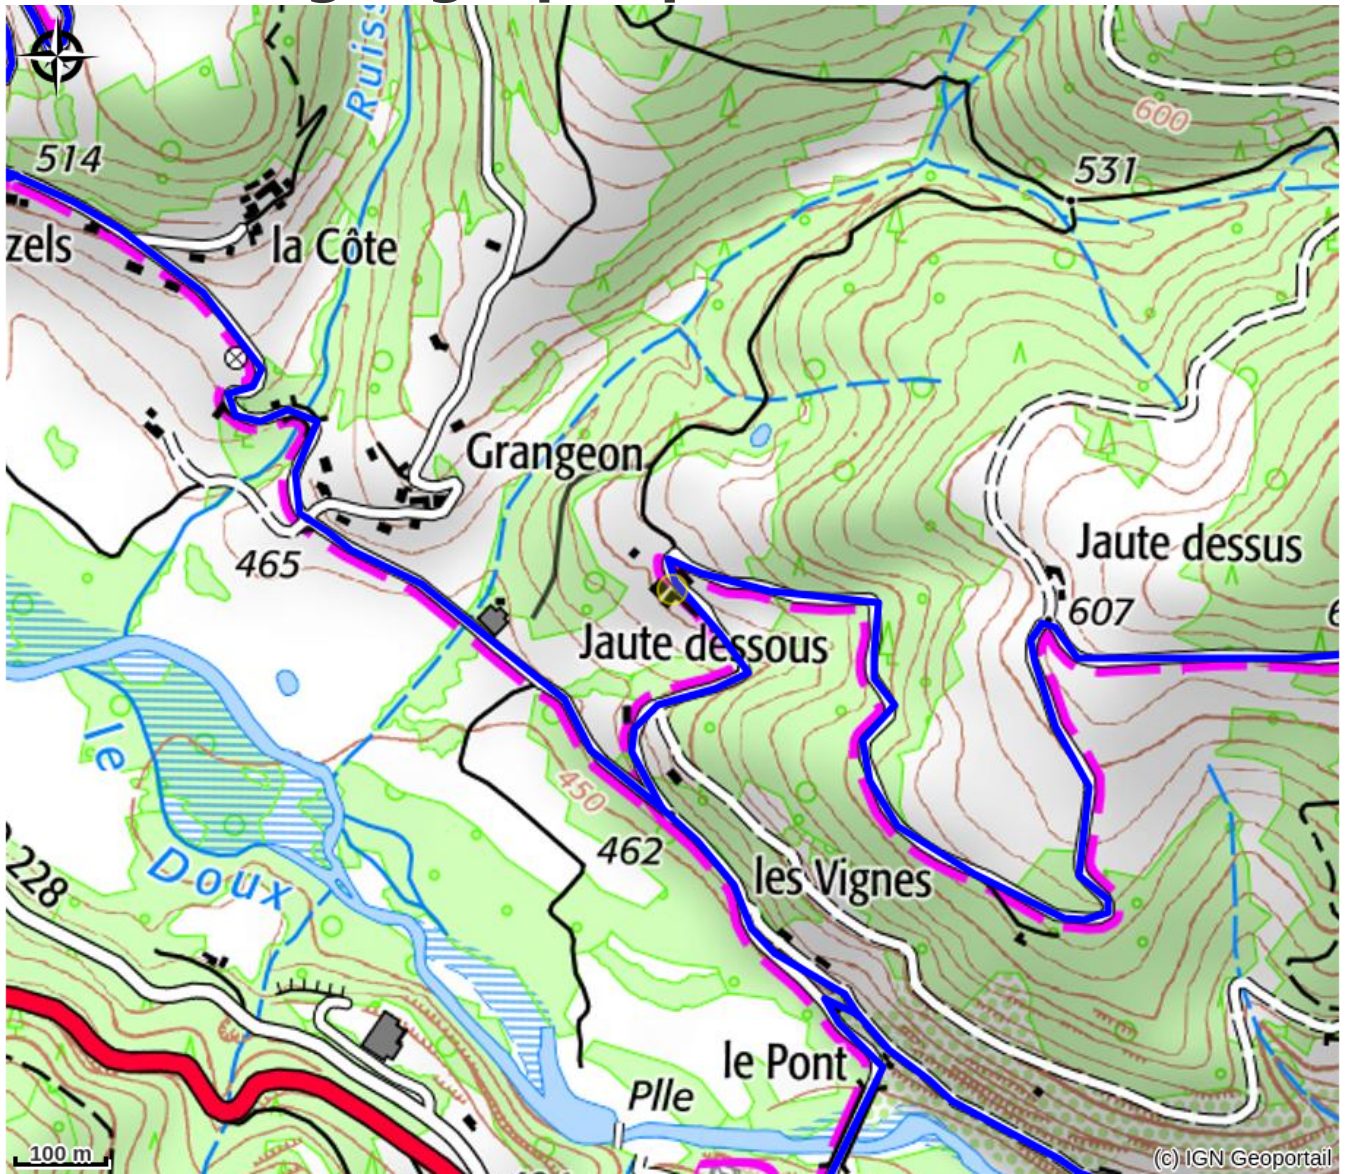 Ruiss
600
514
531
zels
la Côte
Grangeon
Jaute dessus
465
607
6
Jaute dessous
le
450
462
228
Doux
les Vignes
le Pont
Plle
100 m
(c) IGN Geoportail